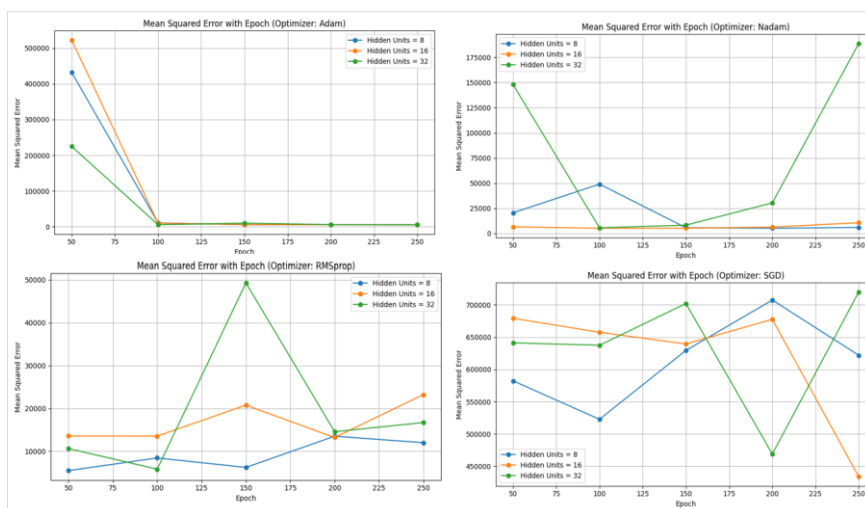 Mean Squared Error with Epoch (Optimizer: Adam)
Mean Squared Error
500000
400000
300000
200000
100000
0
Hidden Units = 8
Hidden Units = 16
Hidden Units = 32
50 75 100 125 150 175 200 225 250
Epoch
Mean Squared Error with Epoch (Optimizer: Nadam)
Mean Squared Error
175000
150000
125000
100000
75000
50000
25000
0
Hidden Units = 8
Hidden Units = 16
Hidden Units = 32
50 75 100 125 150 175 200 225 250
Epoch
Mean Squared Error with Epoch (Optimizer: RMSprop)
Mean Squared Error
50000
40000
30000
20000
10000
Hidden Units = 8
Hidden Units = 16
Hidden Units = 32
50 75 100 125 150 175 200 225 250
Epoch
Mean Squared Error with Epoch (Optimizer: SGD)
Mean Squared Error
700000
650000
600000
550000
500000
450000
Hidden Units = 8
Hidden Units = 16
Hidden Units = 32
50 75 100 125 150 175 200 225 250
Epoch